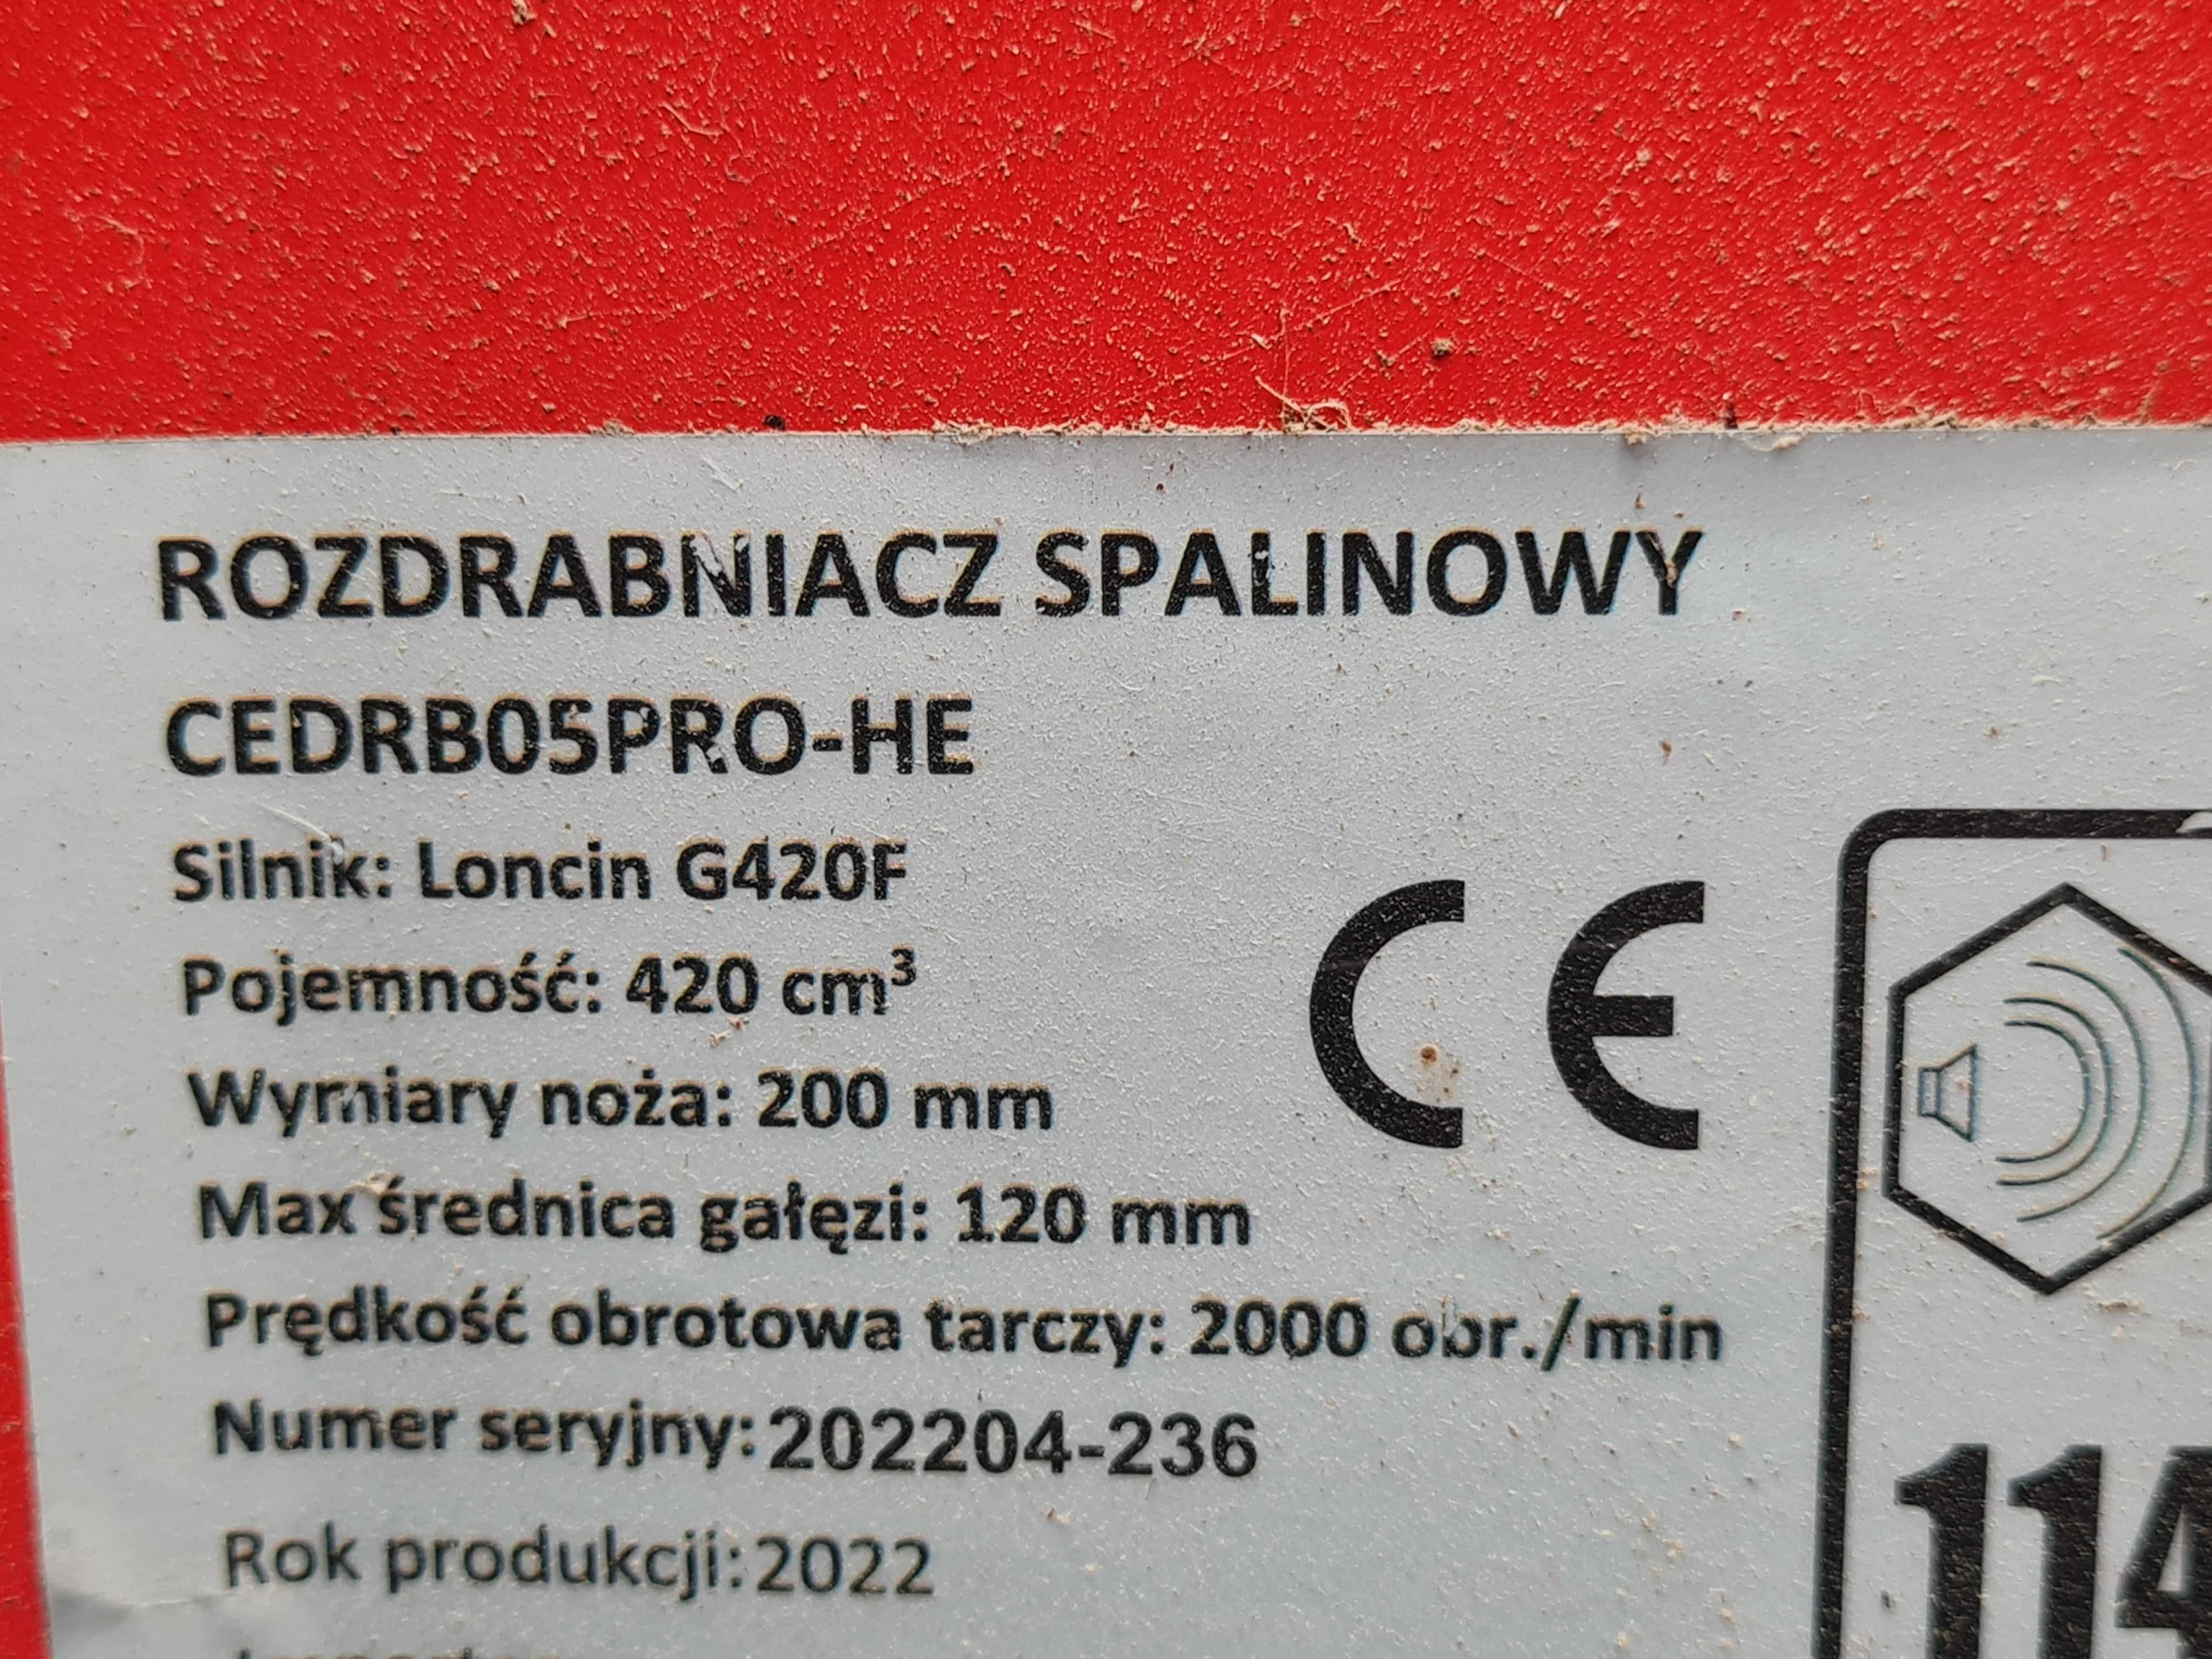 ROZDRABNIACZ SPALINOWY
CEDRB05PRO-HE
Silnik: Loncin G420F
Pojemność: 420 cm³
Wymiary noża: 200 mm
Max średnica gałęzi: 120 mm
Prędkość obrotowa tarczy: 2000 obr./min
Numer seryjny: 202204-236
Rok produkcji: 2022
CE
114